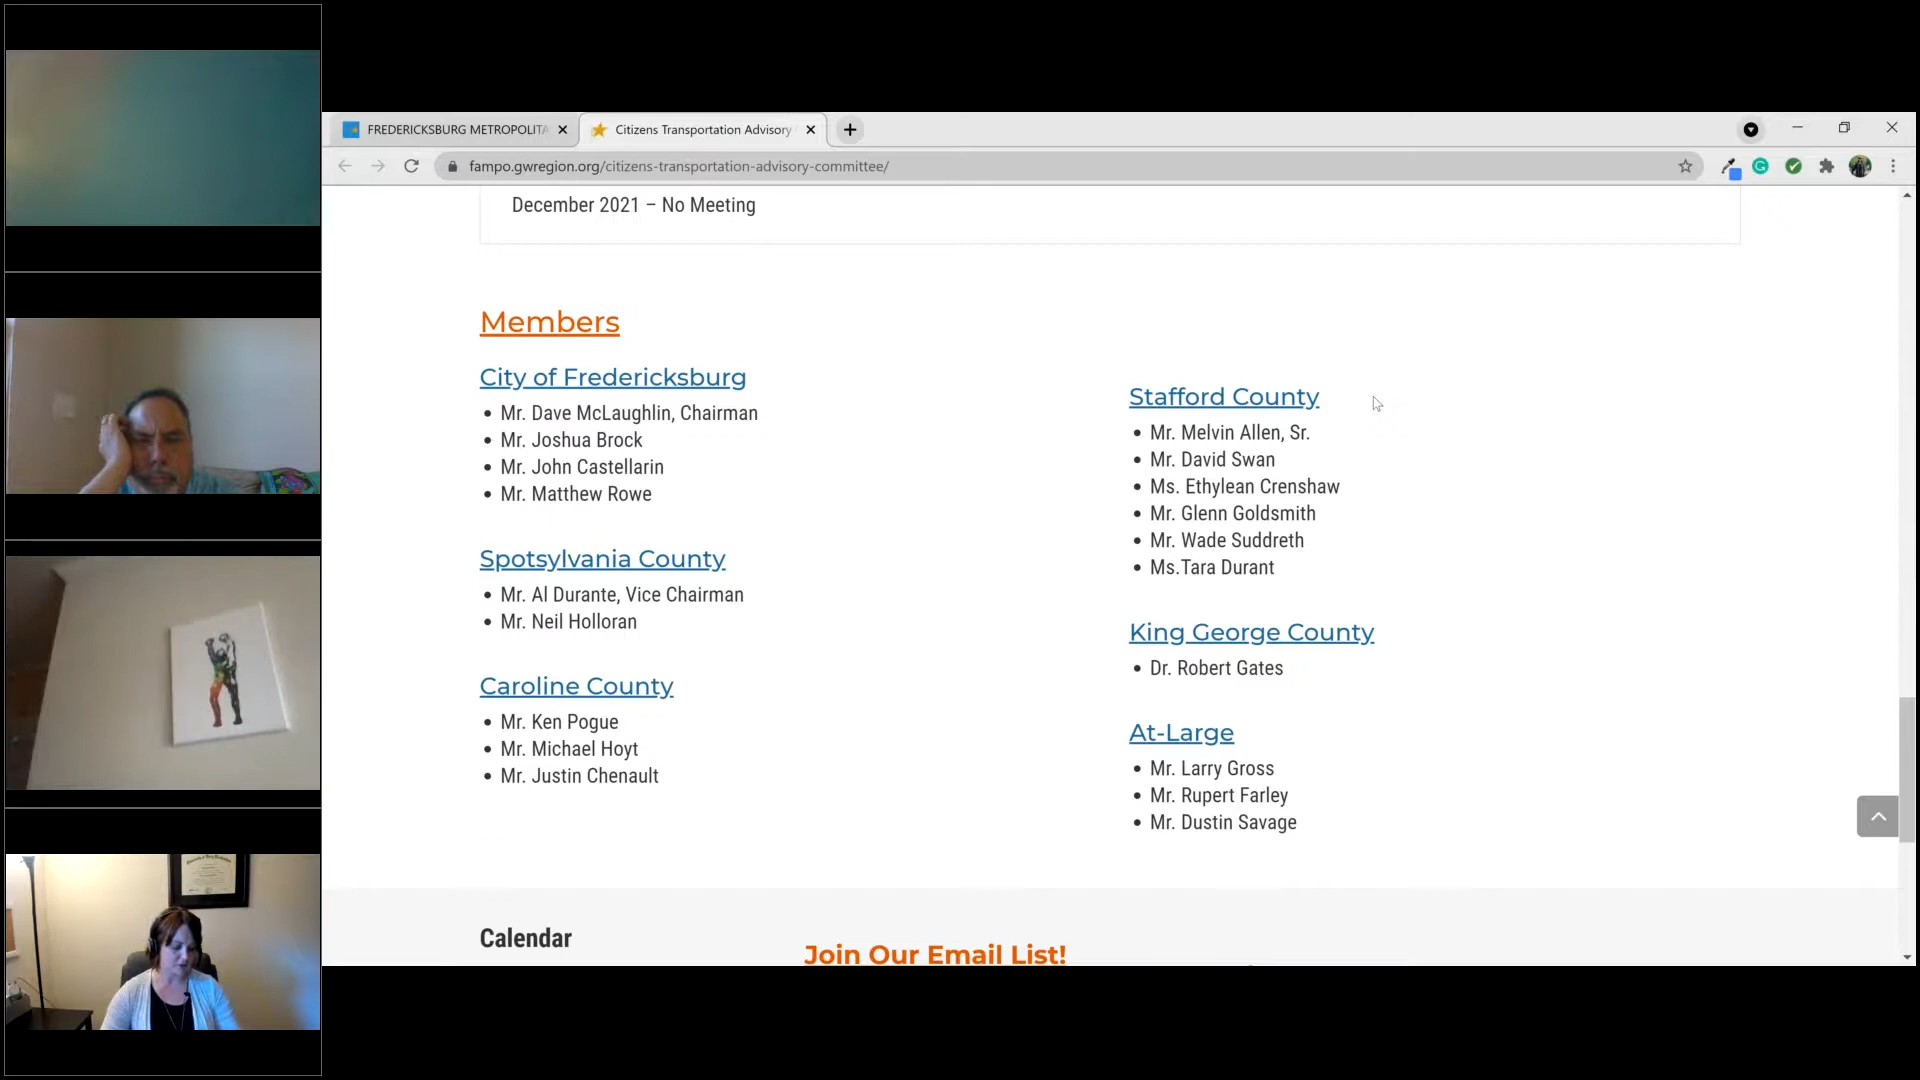 FREDERICKSBURG METROPOLITA
Citizens Transportation Advisory
fampo.gwregion.org/citizens-transportation-advisory-committee/
December 2021 – No Meeting
Members
City of Fredericksburg
Mr. Dave McLaughlin, Chairman
Mr. Joshua Brock
Mr. John Castellarin
Mr. Matthew Rowe
Spotsylvania County
Mr. Al Durante, Vice Chairman
Mr. Neil Holloran
Caroline County
Mr. Ken Pogue
Mr. Michael Hoyt
Mr. Justin Chenault
Stafford County
Mr. Melvin Allen, Sr.
Mr. David Swan
Ms. Ethylean Crenshaw
Mr. Glenn Goldsmith
Mr. Wade Suddreth
Ms.Tara Durant
King George County
Dr. Robert Gates
At-Large
Mr. Larry Gross
Mr. Rupert Farley
Mr. Dustin Savage
Calendar
Join Our Email List!